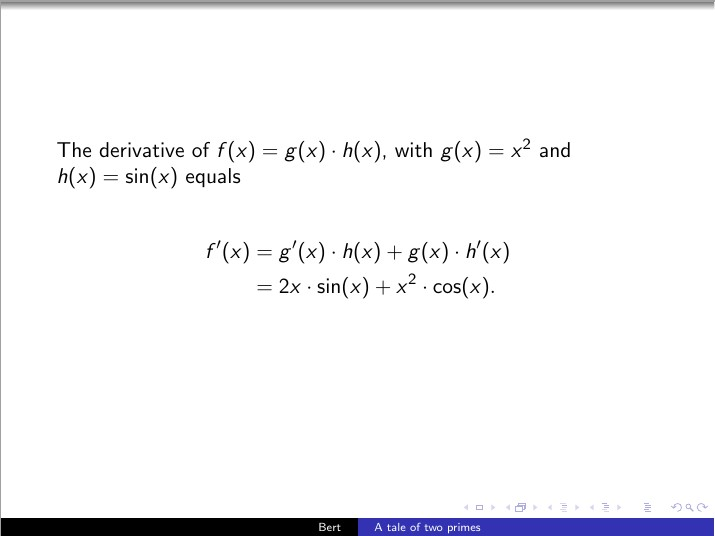 The derivative of f(x) = g(x) · h(x), with g(x) = x² and
h(x) = sin(x) equals
f′(x) = g′(x) · h(x) + g(x) · h′(x)
= 2x · sin(x) + x² · cos(x).
Bert A tale of two primes